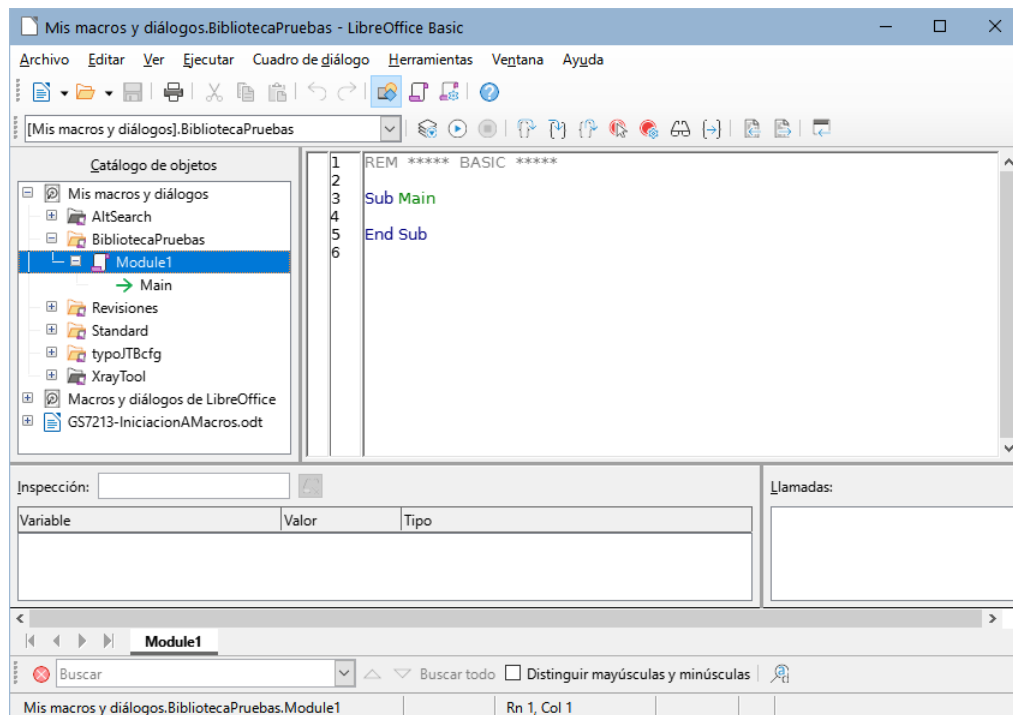 Mis macros y diálogos.BibliotecaPruebas - LibreOffice Basic
Archivo Editar Ver Ejecutar Cuadro de diálogo Herramientas Ventana Ayuda
[Mis macros y diálogos].BibliotecaPruebas
Catálogo de objetos
Mis macros y diálogos
AltSearch
BibliotecaPruebas
Module1
Main
Revisiones
Standard
typoJTBcfg
XrayTool
Macros y diálogos de LibreOffice
GS7213-IniciacionAMacros.odt
1 REM ***** BASIC *****
2
3 Sub Main
4
5 End Sub
6
Inspección:
Llamadas:
Variable Valor Tipo
Module1
Buscar Buscar todo Distinguir mayúsculas y minúsculas
Mis macros y diálogos.BibliotecaPruebas.Module1 Rn 1, Col 1